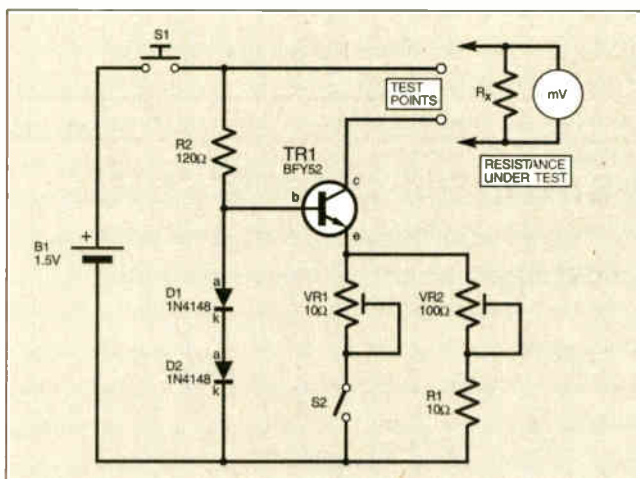 S1
TEST
POINTS
Rx
mV
RESISTANCE
UNDER TEST
R2
120Ω
TR1
BFY52
b
c
e
B1
1.5V
+
D1
1N4148
a
k
D2
1N4148
a
k
VR1
10Ω
VR2
100Ω
S2
R1
10Ω